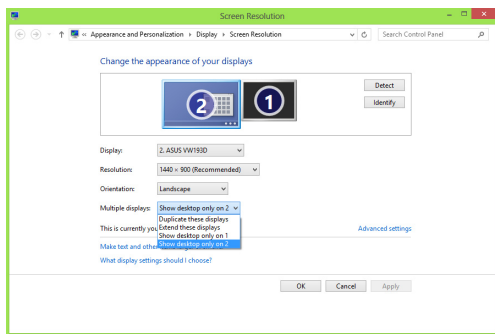 Screen Resolution
« Appearance and Personalization › Display › Screen Resolution
Search Control Panel
Change the appearance of your displays
2
1
Detect
Identify
Display:
2. ASUS VW193D
Resolution:
1440 × 900 (Recommended)
Orientation:
Landscape
Multiple displays:
Show desktop only on 2
Duplicate these displays
Extend these displays
Show desktop only on 1
Show desktop only on 2
This is currently
Advanced settings
Make text and
What display settings should I choose?
OK
Cancel
Apply